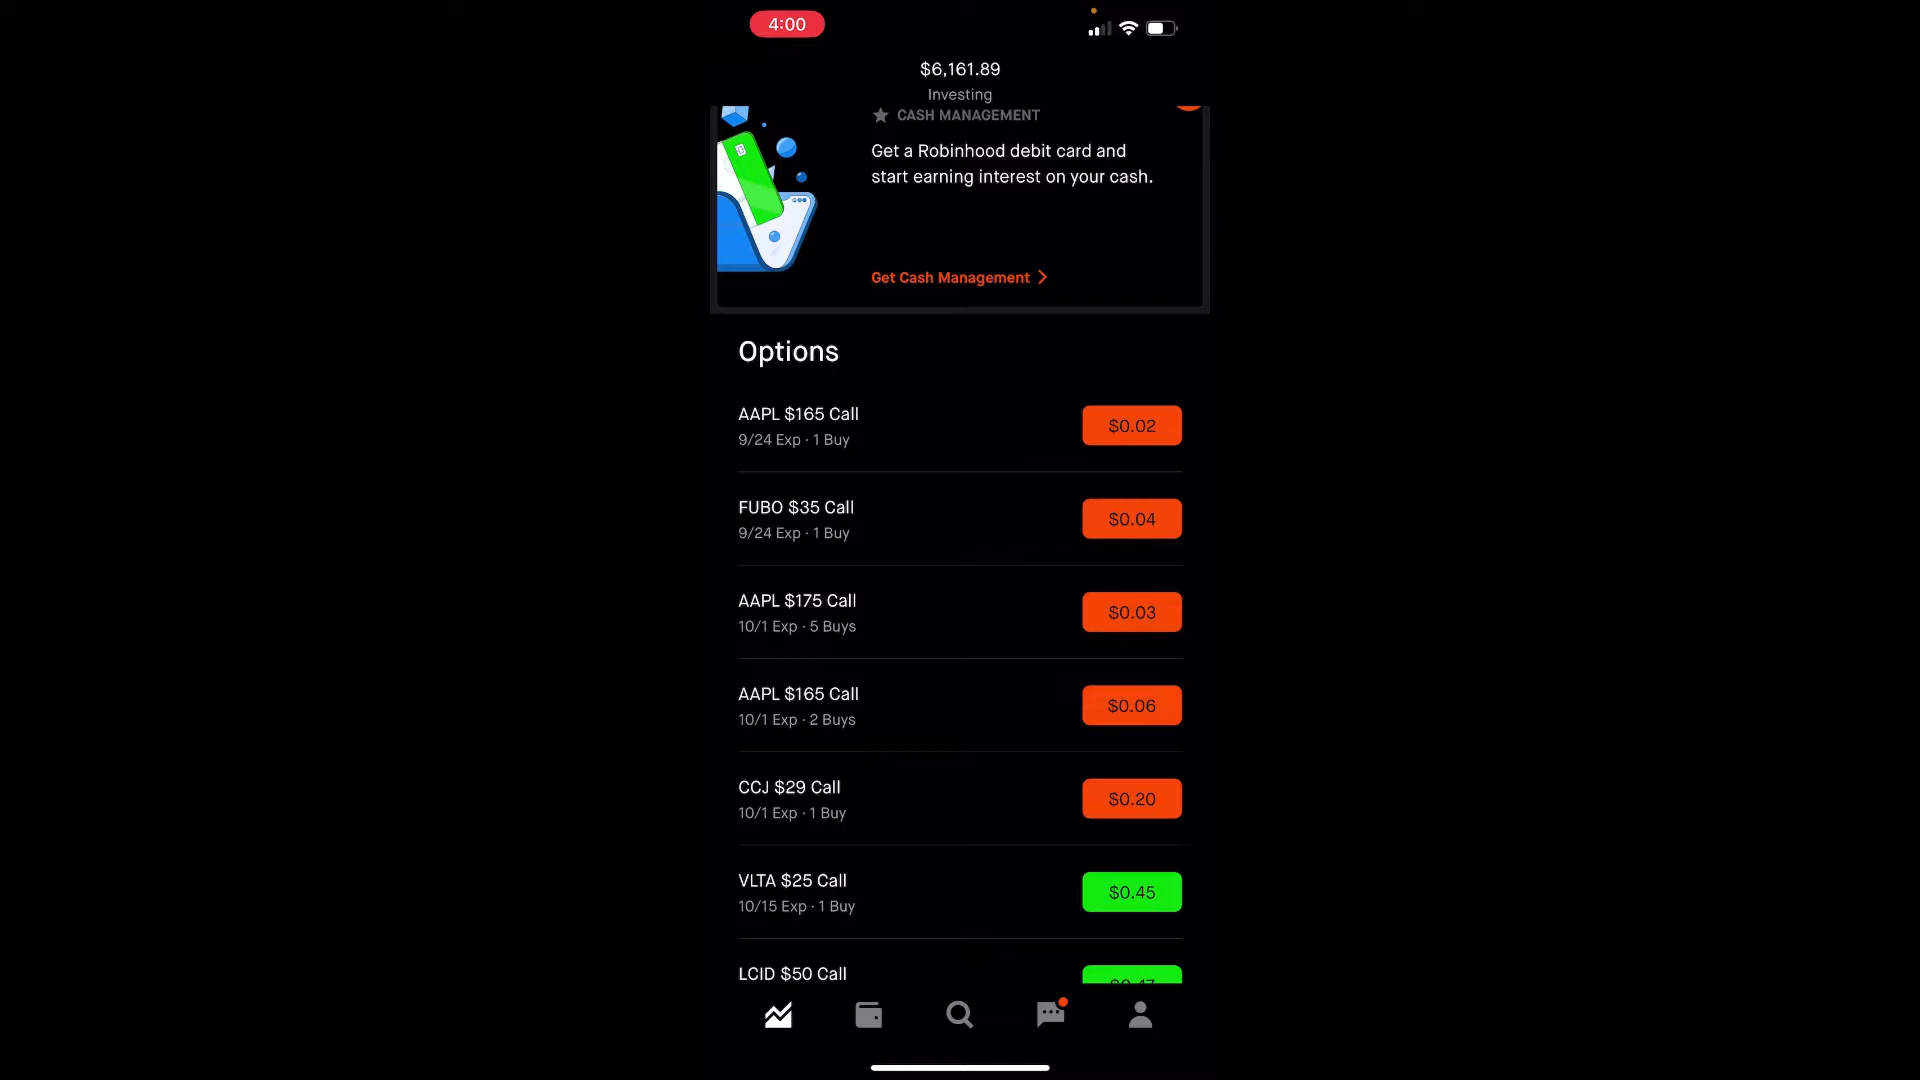 4:00
$6,161.89
Investing
CASH MANAGEMENT
Get a Robinhood debit card and
start earning interest on your cash.
Get Cash Management
Options
AAPL $165 Call
$0.02
9/24 Exp · 1 Buy
FUBO $35 Call
$0.04
9/24 Exp · 1 Buy
AAPL $175 Call
$0.03
10/1 Exp · 5 Buys
AAPL $165 Call
$0.06
10/1 Exp · 2 Buys
CCJ $29 Call
$0.20
10/1 Exp · 1 Buy
VLTA $25 Call
$0.45
10/15 Exp · 1 Buy
LCID $50 Call